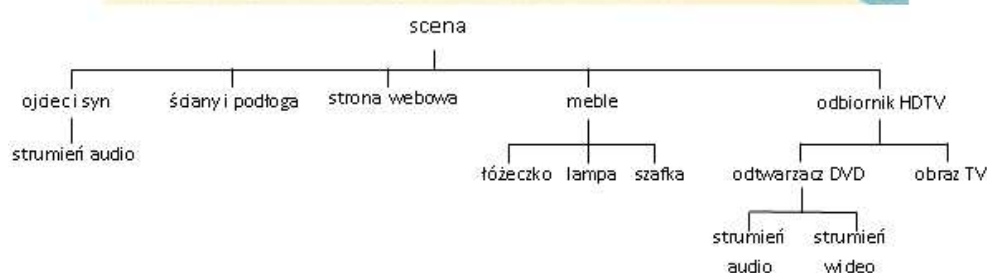 scena
ojciec i syn
ściany i podłoga
strona webowa
meble
odbiornik HDTV
strumień audio
łóżeczko
lampa
szafka
odtwarzacz DVD
obraz TV
strumień
audio
strumień
wideo